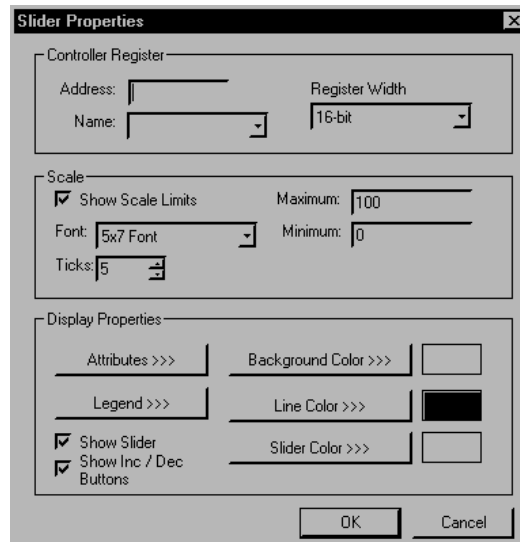 Slider Properties
Controller Register
Address:
Register Width
Name:
16-bit
Scale
Show Scale Limits
Maximum: 100
Font: 5x7 Font
Minimum: 0
Ticks: 5
Display Properties
Attributes >>>
Background Color >>>
Legend >>>
Line Color >>>
Show Slider
Slider Color >>>
Show Inc / Dec
Buttons
OK
Cancel